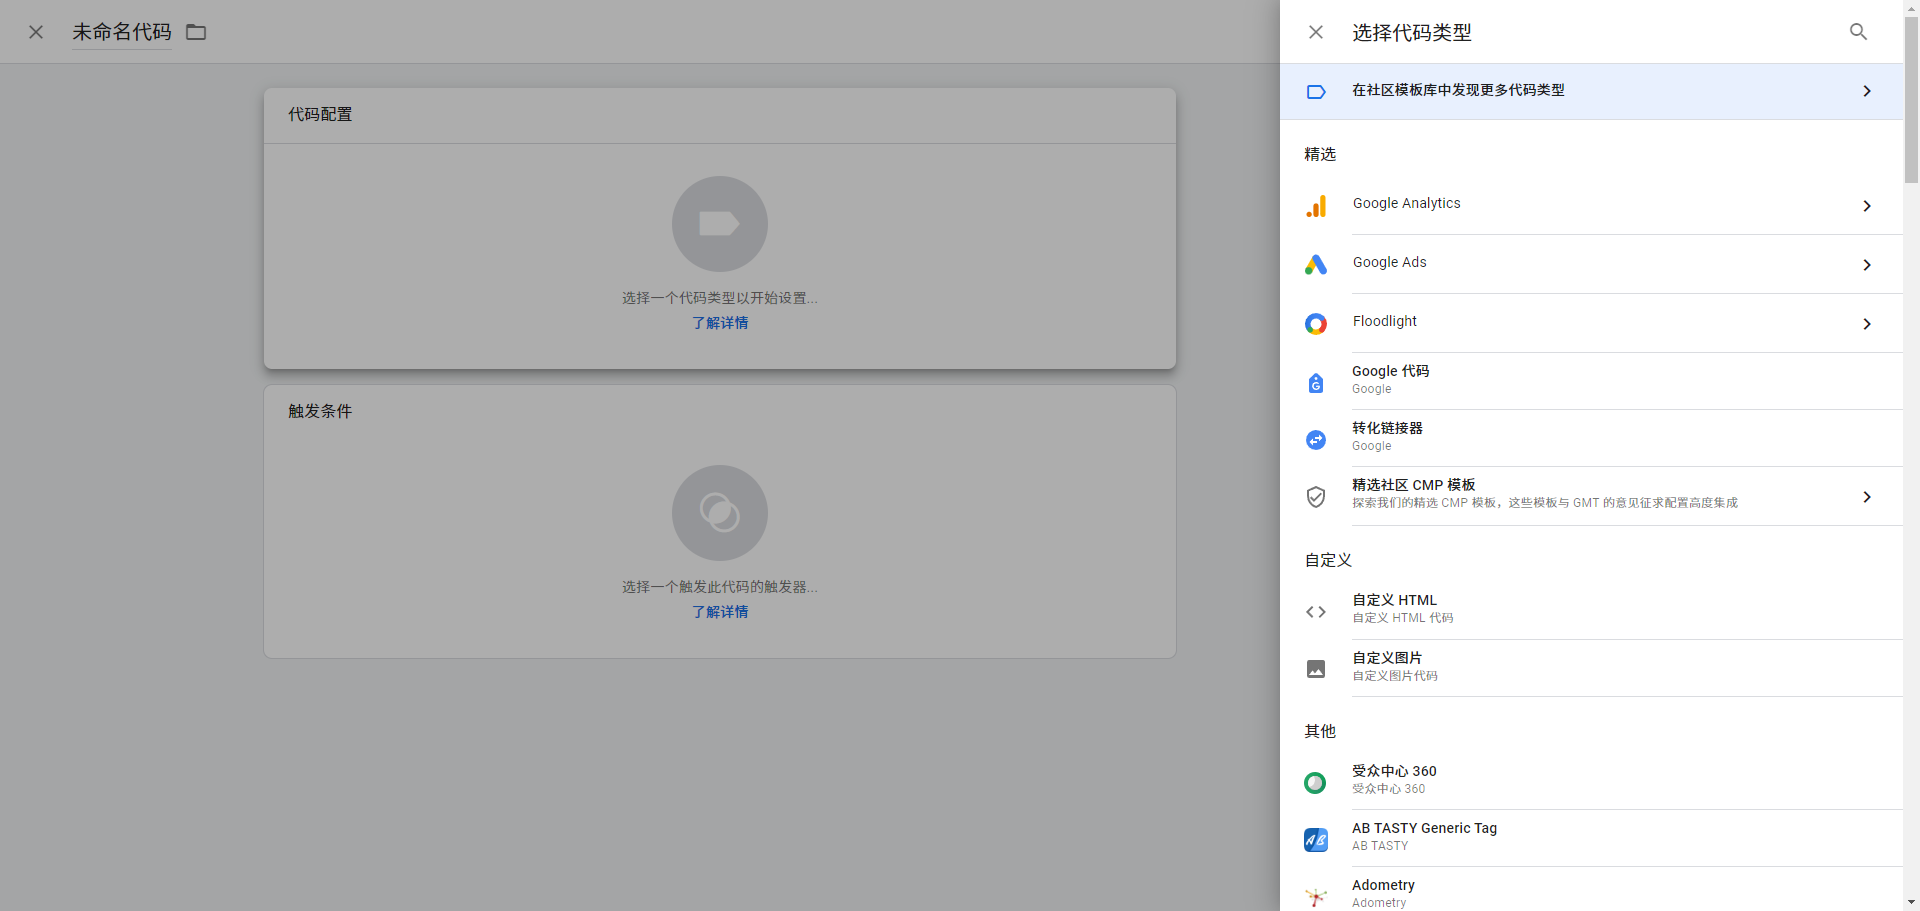 未命名代码
代码配置
选择一个代码类型以开始设置...
了解详情
触发条件
选择一个触发此代码的触发器...
了解详情
选择代码类型
在社区模板库中发现更多代码类型
精选
Google Analytics
Google Ads
Floodlight
Google 代码
Google
转化链接器
Google
精选社区 CMP 模板
探索我们的精选 CMP 模板，这些模板与 GMT 的意见征求配置高度集成
自定义
自定义 HTML
自定义 HTML 代码
自定义图片
自定义图片代码
其他
受众中心 360
受众中心 360
AB TASTY Generic Tag
AB TASTY
Adometry
Adometry